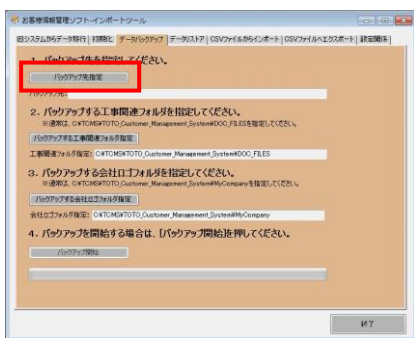 お客様情報管理ソフト-インポートツール
旧システムからデータ移行 初期化 データバックアップ データリストア CSVファイルからインポート CSVファイルへエクスポート 設定関係
1. バックアップ先を指定してください。
バックアップ先指定
バックアップ先:
2. バックアップする工事関連フォルダを指定してください。
※通常は、C:¥TCMS¥TOTO_Customer_Management_System¥DOC_FILESを指定してください。
バックアップする工事関連フォルダ指定
工事関連フォルダ指定: C:¥TCMS¥TOTO_Customer_Management_System¥DOC_FILES
3. バックアップする会社ロゴフォルダを指定してください。
※通常は、C:¥TCMS¥TOTO_Customer_Management_System¥MyCompanyを指定してください。
バックアップする会社ロゴフォルダ指定
会社ロゴフォルダ指定: C:¥TCMS¥TOTO_Customer_Management_System¥MyCompany
4. バックアップを開始する場合は、[バックアップ開始]を押してください。
バックアップ開始
終了